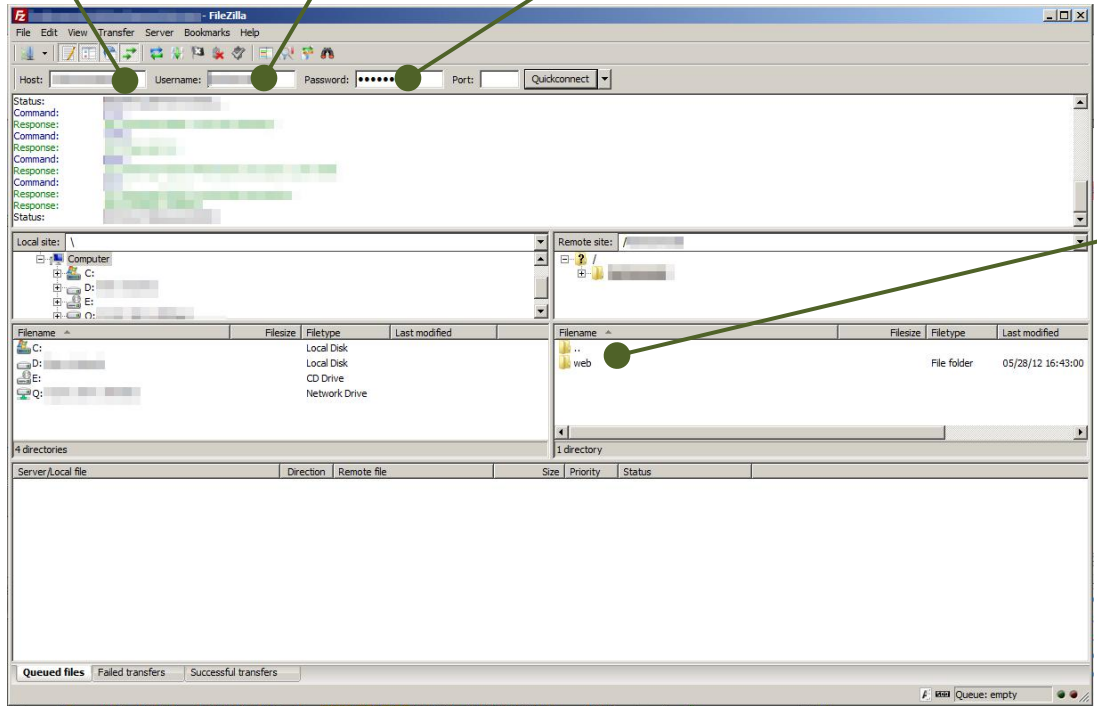 - FileZilla
File Edit View Transfer Server Bookmarks Help
Host: Username: Password: •••••• Port: Quickconnect
Status:
Command:
Response:
Command:
Response:
Command:
Response:
Command:
Response:
Response:
Status:
Local site: \ Remote site: /
Computer
C:
D:
E:
Q:
/
Filename Filesize Filetype Last modified
C: Local Disk
D: Local Disk
E: CD Drive
Q: Network Drive
4 directories
Filename Filesize Filetype Last modified
..
web File folder 05/28/12 16:43:00
1 directory
Server/Local file Direction Remote file Size Priority Status
Queued files Failed transfers Successful transfers
Queue: empty